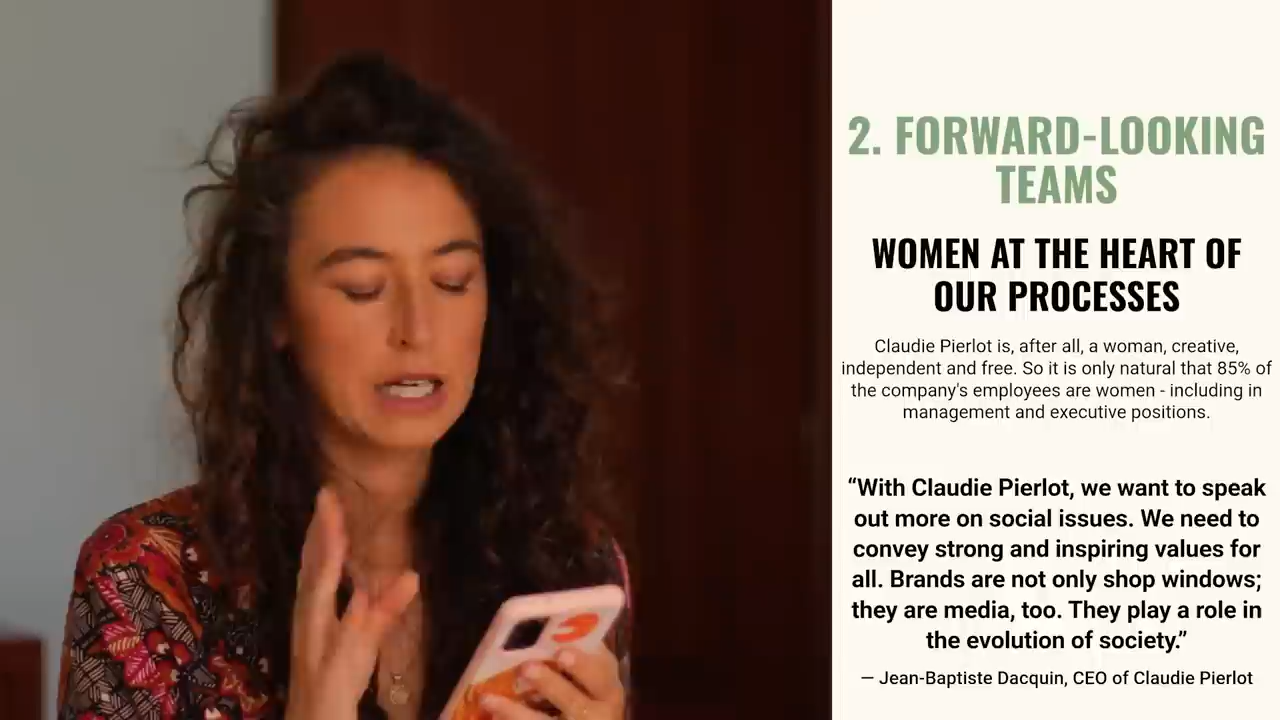 2. FORWARD-LOOKING
TEAMS
WOMEN AT THE HEART OF
OUR PROCESSES
Claudie Pierlot is, after all, a woman, creative,
independent and free. So it is only natural that 85% of
the company's employees are women - including in
management and executive positions.
“With Claudie Pierlot, we want to speak
out more on social issues. We need to
convey strong and inspiring values for
all. Brands are not only shop windows;
they are media, too. They play a role in
the evolution of society.”
— Jean-Baptiste Dacquin, CEO of Claudie Pierlot